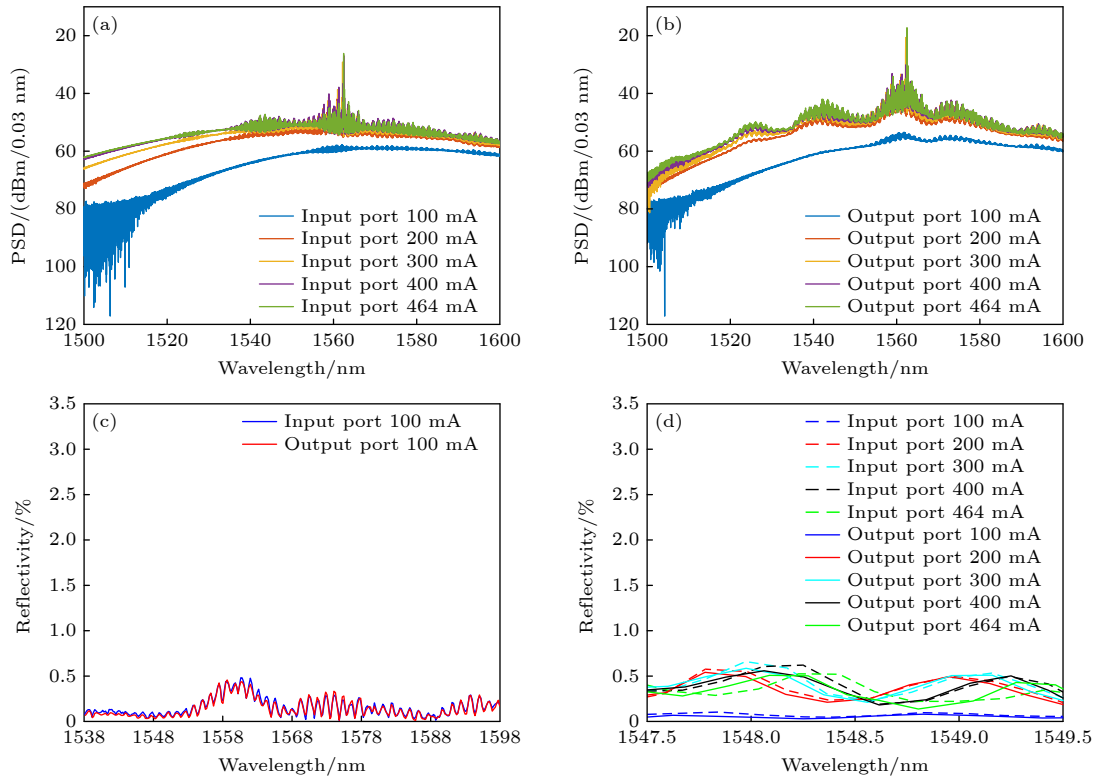 (a)
PSD/(dBm/0.03 nm)
20
40
60
80
100
120
Input port 100 mA
Input port 200 mA
Input port 300 mA
Input port 400 mA
Input port 464 mA
1500 1520 1540 1560 1580 1600
Wavelength/nm
(b)
PSD/(dBm/0.03 nm)
20
40
60
80
100
120
Output port 100 mA
Output port 200 mA
Output port 300 mA
Output port 400 mA
Output port 464 mA
1500 1520 1540 1560 1580 1600
Wavelength/nm
(c)
Reflectivity/%
3.5
3.0
2.5
2.0
1.5
1.0
0.5
0
Input port 100 mA
Output port 100 mA
1538 1548 1558 1568 1578 1588 1598
Wavelength/nm
(d)
Reflectivity/%
3.5
3.0
2.5
2.0
1.5
1.0
0.5
0
Input port 100 mA
Input port 200 mA
Input port 300 mA
Input port 400 mA
Input port 464 mA
Output port 100 mA
Output port 200 mA
Output port 300 mA
Output port 400 mA
Output port 464 mA
1547.5 1548.0 1548.5 1549.0 1549.5
Wavelength/nm